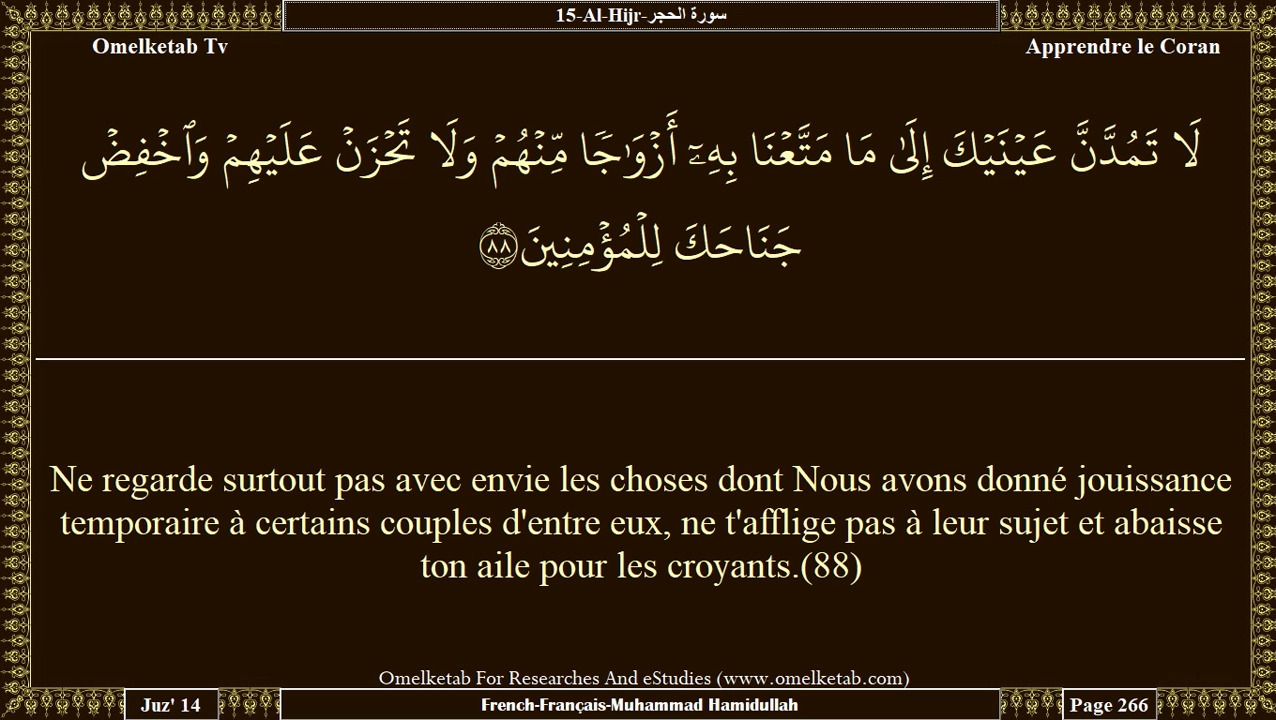 15-Al-Hijr-سورة الحجر
Omelketab Tv
Apprendre le Coran
لَا تَمُدَّنَّ عَيۡنَيۡكَ إِلَىٰ مَا مَتَّعۡنَا بِهِۦٓ أَزۡوَٰجٗا مِّنۡهُمۡ وَلَا تَحۡزَنۡ عَلَيۡهِمۡ وَٱخۡفِضۡ
جَنَاحَكَ لِلۡمُؤۡمِنِينَ ٨٨
Ne regarde surtout pas avec envie les choses dont Nous avons donné jouissance
temporaire à certains couples d'entre eux, ne t'afflige pas à leur sujet et abaisse
ton aile pour les croyants.(88)
Omelketab For Researches And eStudies (www.omelketab.com)
Juz' 14
French-Français-Muhammad Hamidullah
Page 266